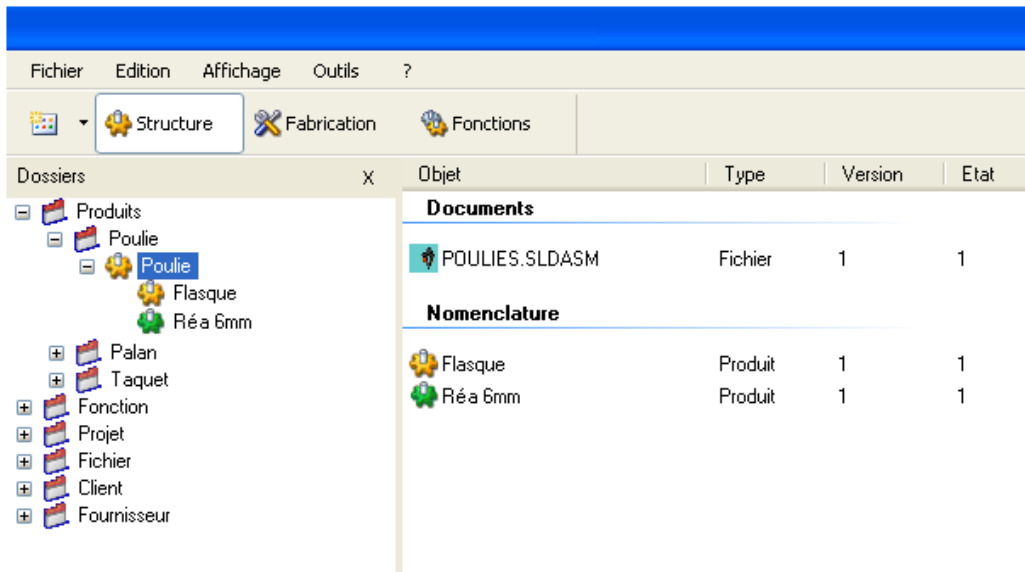 Fichier Edition Affichage Outils ?
Structure Fabrication Fonctions
Dossiers X
Produits
Poulie
Poulie
Flasque
Réa 6mm
Palan
Taquet
Fonction
Projet
Fichier
Client
Fournisseur
Objet Type Version Etat
Documents
POULIES.SLDASM Fichier 1 1
Nomenclature
Flasque Produit 1 1
Réa 6mm Produit 1 1